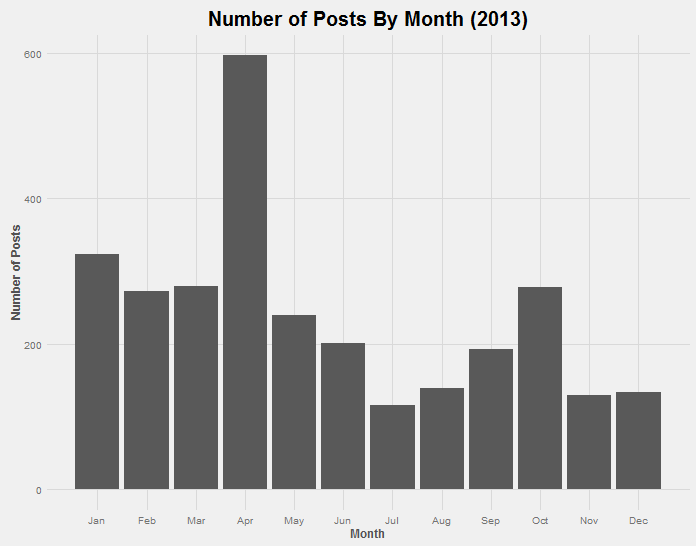 Number of Posts By Month (2013)
Number of Posts
600
400
200
0
Jan Feb Mar Apr May Jun Jul Aug Sep Oct Nov Dec
Month